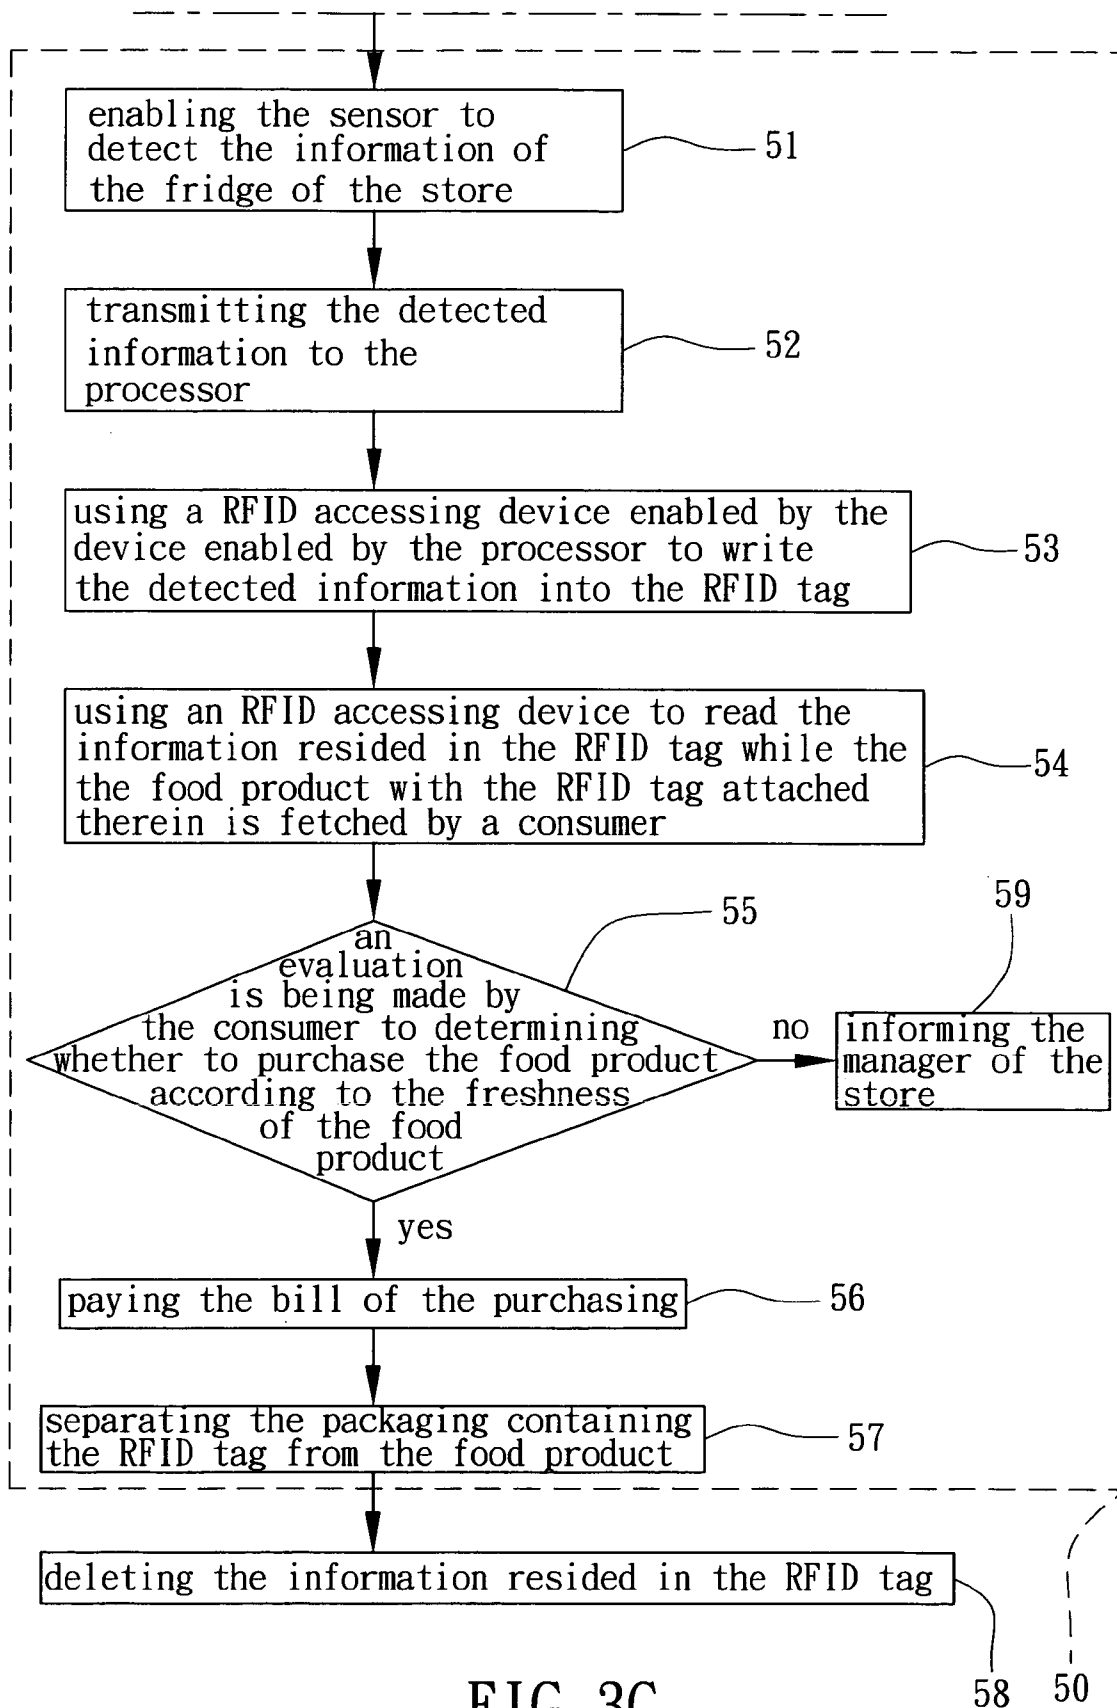 enabling the sensor to
detect the information of
the fridge of the store
51
transmitting the detected
information to the
processor
52
using a RFID accessing device enabled by the
device enabled by the processor to write
the detected information into the RFID tag
53
using an RFID accessing device to read the
information resided in the RFID tag while the
the food product with the RFID tag attached
therein is fetched by a consumer
54
an
evaluation
is being made by
the consumer to determining
whether to purchase the food product
according to the freshness
of the food
product
55
no
informing the
manager of the
store
59
yes
paying the bill of the purchasing
56
separating the packaging containing
the RFID tag from the food product
57
deleting the information resided in the RFID tag
58
50
FIG. 3C